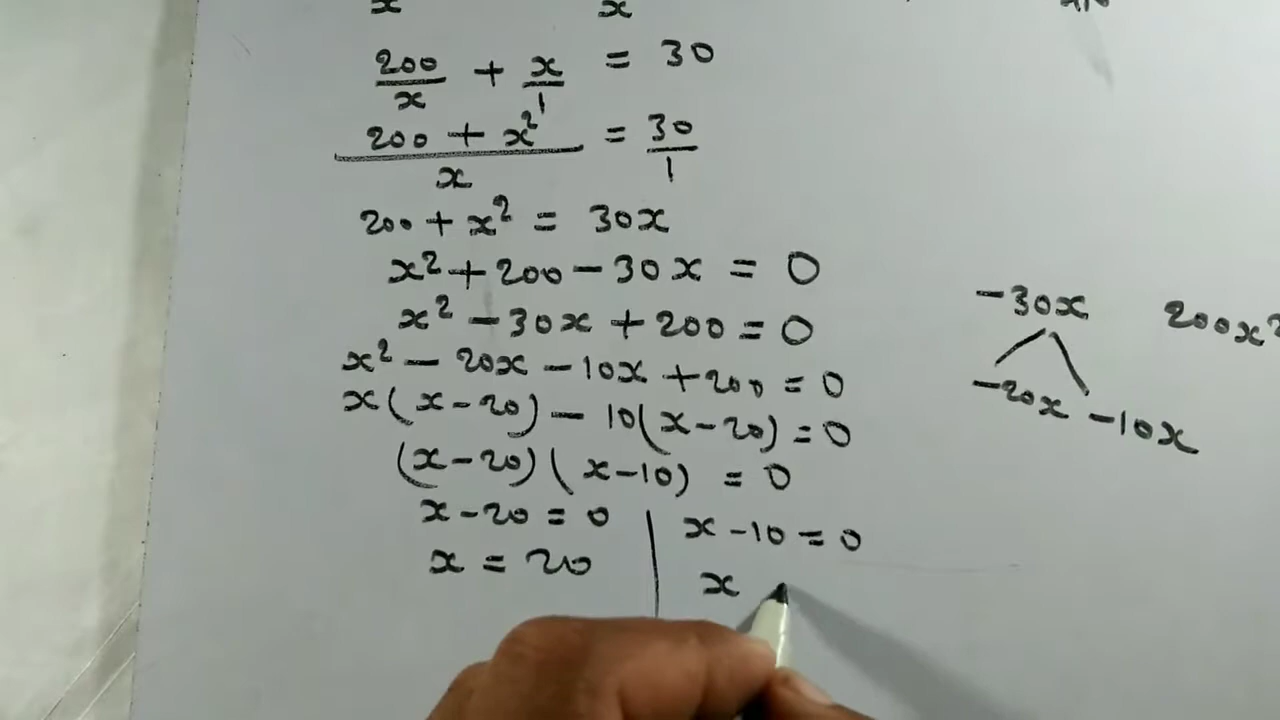 x x
200/x + x/1 = 30
200 + x²/x = 30/1
200 + x² = 30x
x² + 200 - 30x = 0
x² - 30x + 200 = 0
x² - 20x - 10x + 200 = 0
x(x-20) - 10(x-20) = 0
(x-20)(x-10) = 0
x-20 = 0 | x-10 = 0
x = 20 | x
-30x 200x²
-20x -10x